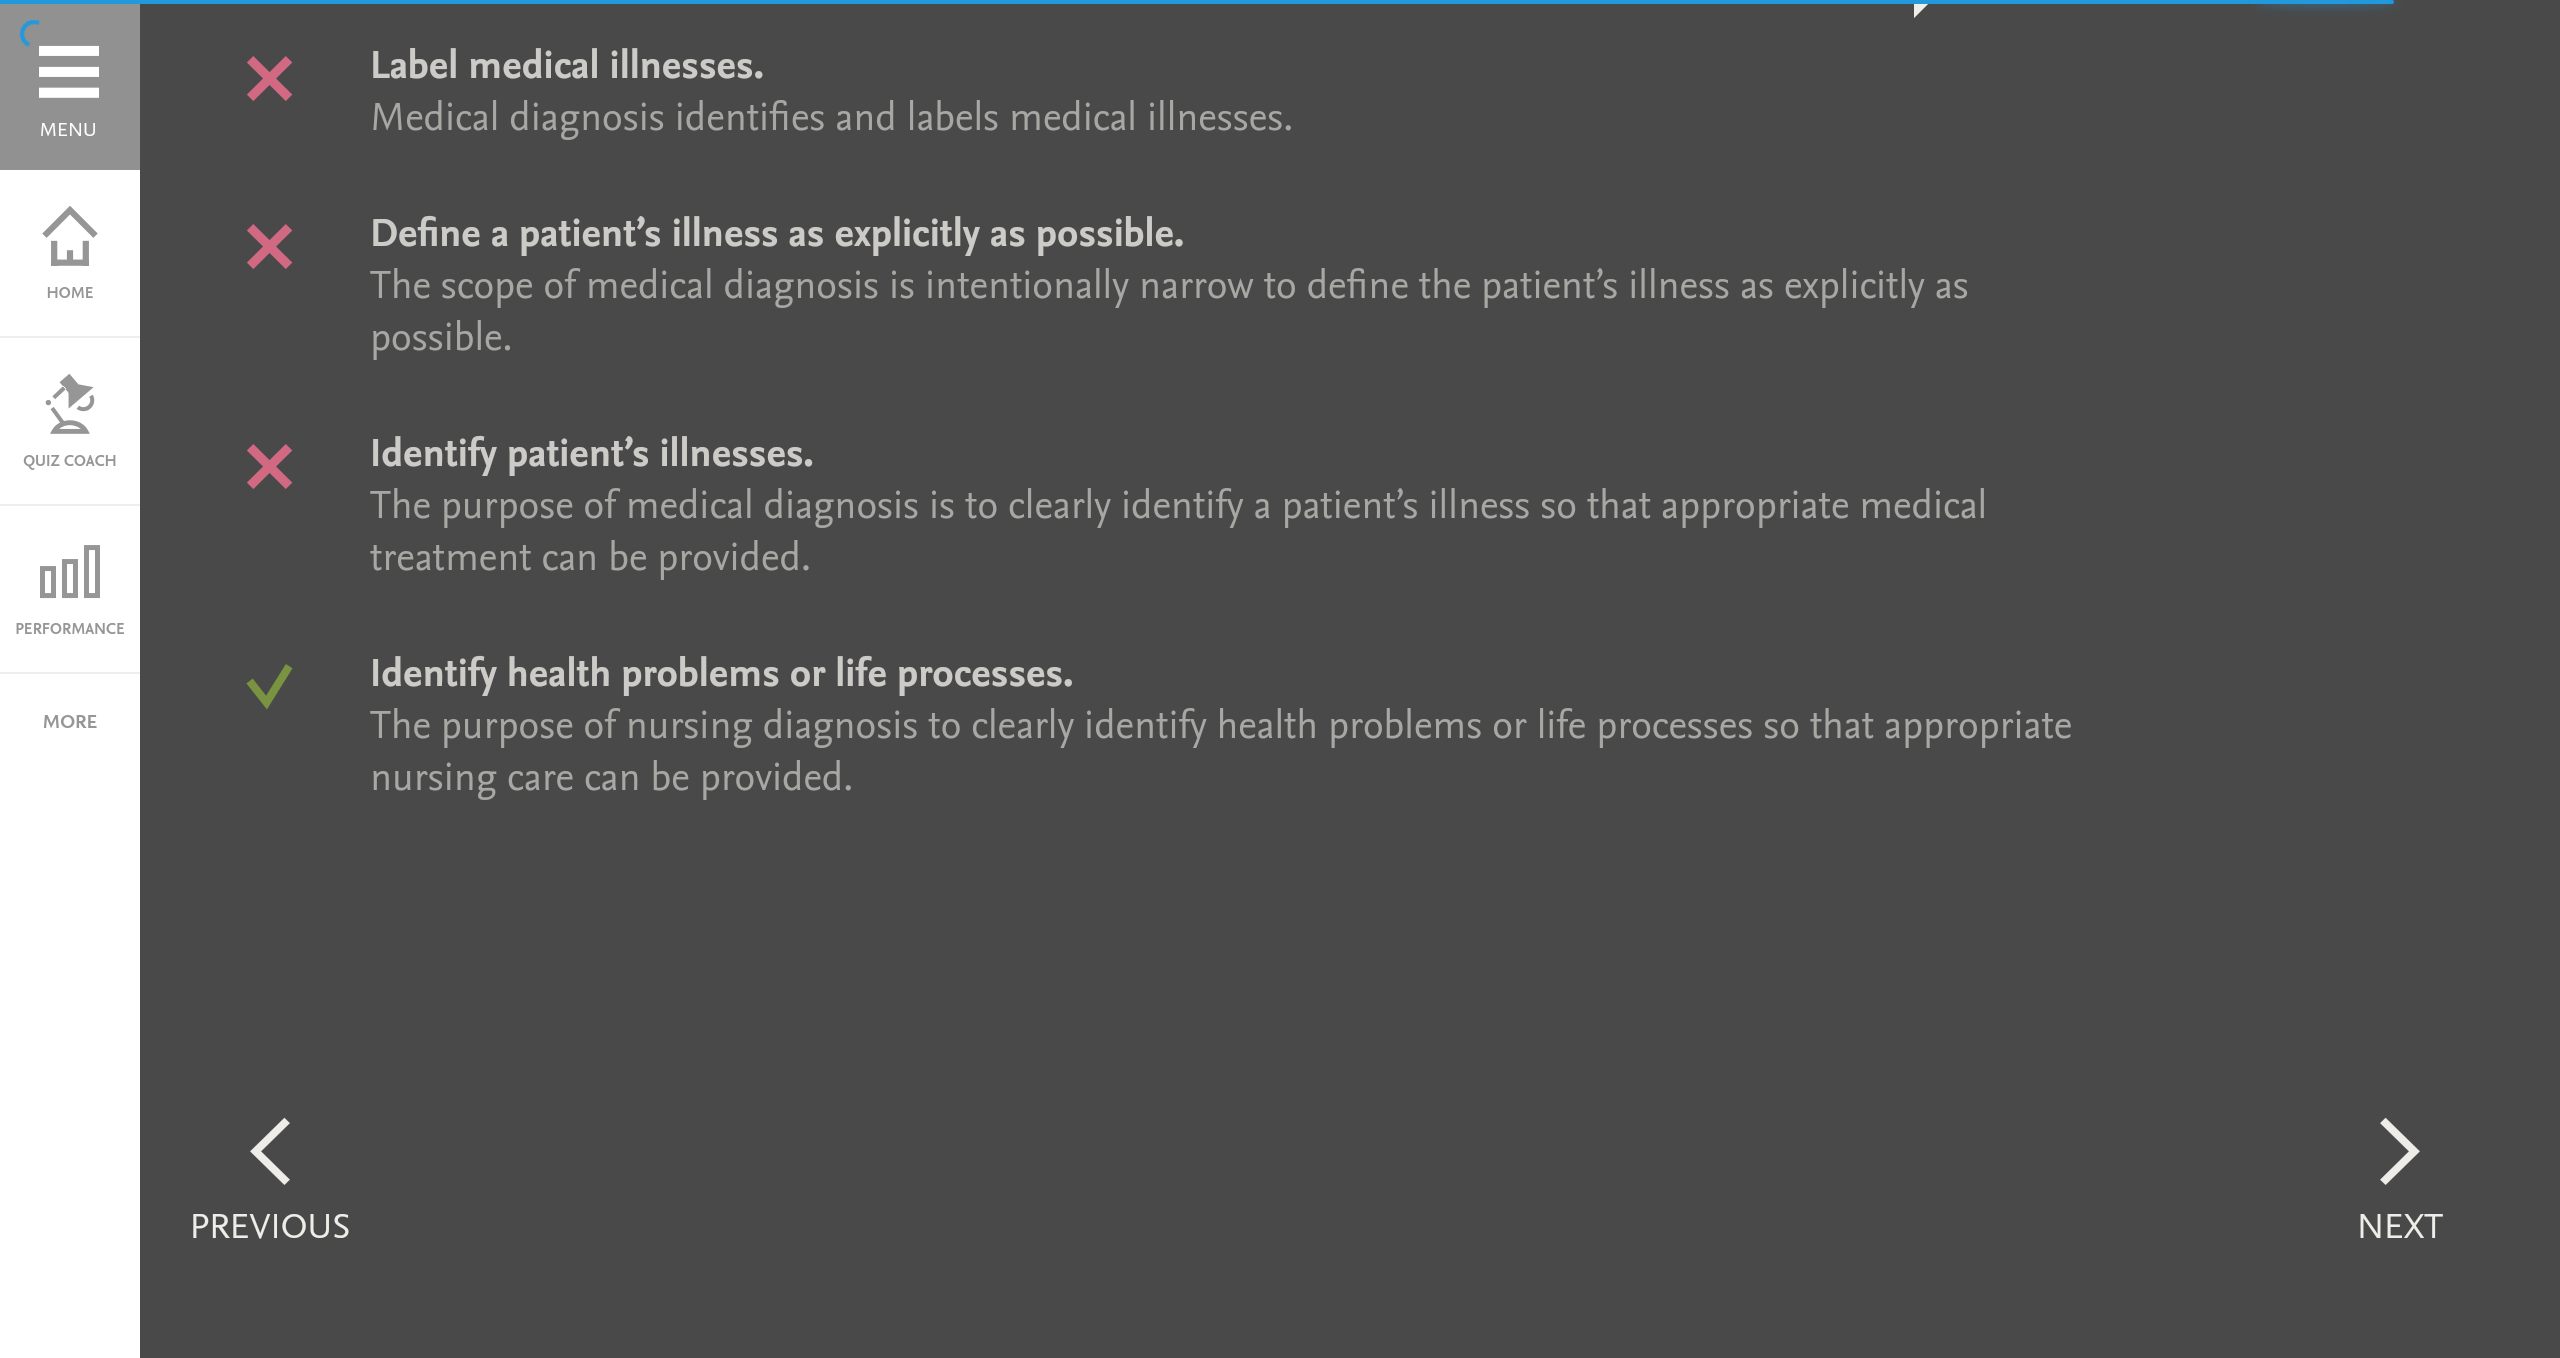 MENU
HOME
QUIZ COACH
PERFORMANCE
MORE
Label medical illnesses.
Medical diagnosis identifies and labels medical illnesses.
Define a patient’s illness as explicitly as possible.
The scope of medical diagnosis is intentionally narrow to define the patient’s illness as explicitly as
possible.
Identify patient’s illnesses.
The purpose of medical diagnosis is to clearly identify a patient’s illness so that appropriate medical
treatment can be provided.
Identify health problems or life processes.
The purpose of nursing diagnosis to clearly identify health problems or life processes so that appropriate
nursing care can be provided.
PREVIOUS
NEXT